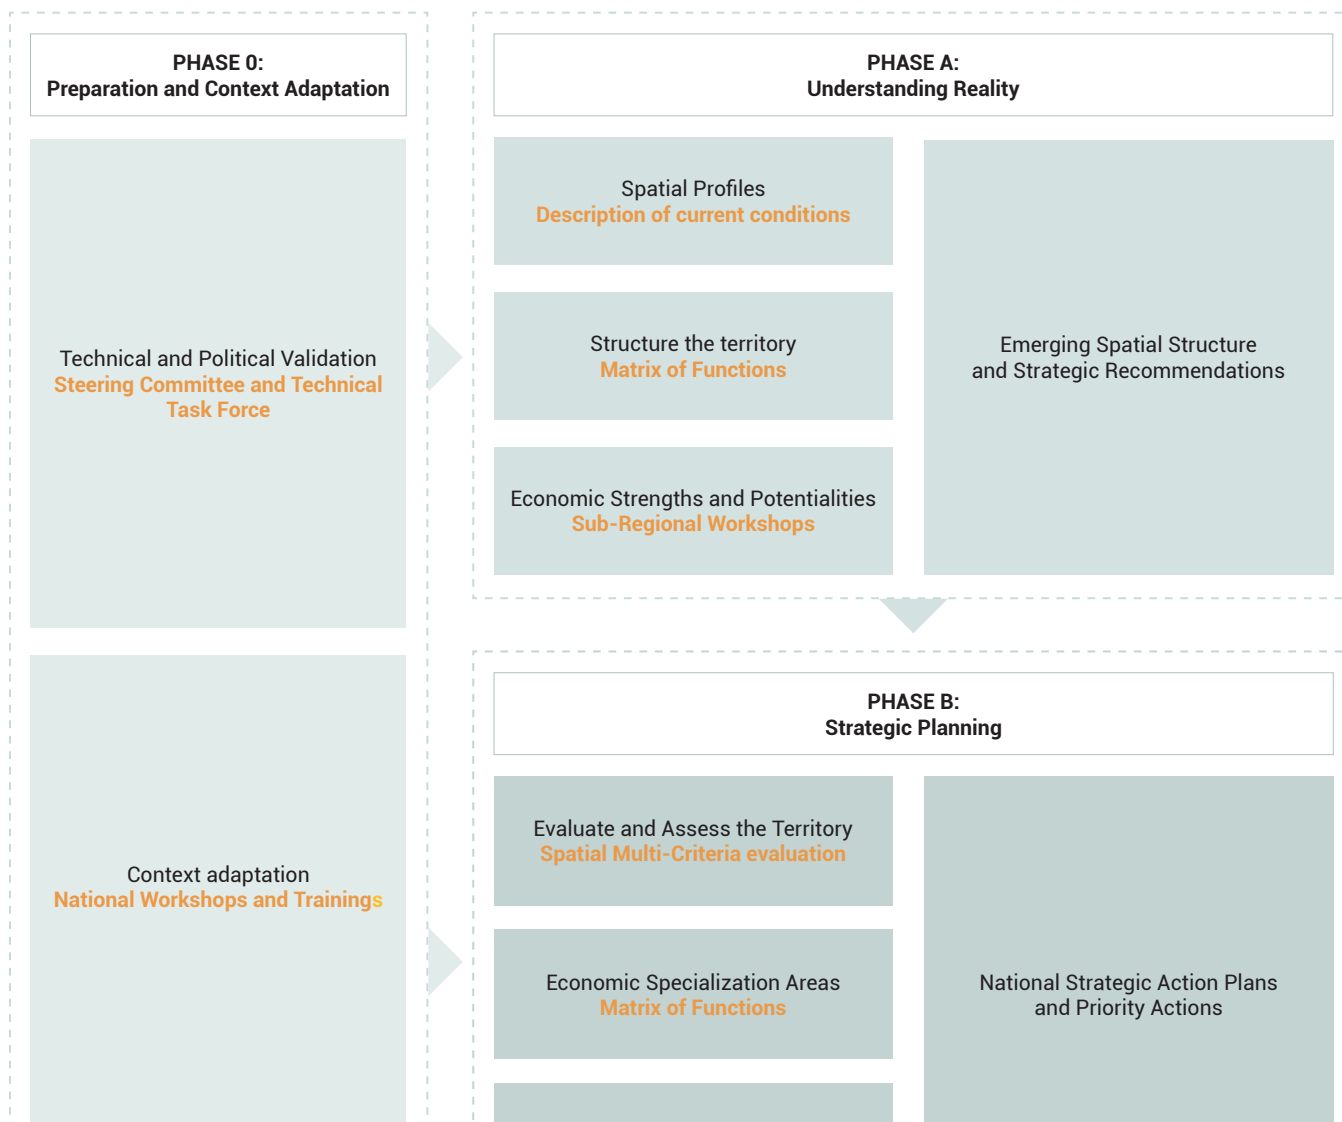 PHASE 0:
Preparation and Context Adaptation
Technical and Political Validation
Steering Committee and Technical
Task Force
Context adaptation
National Workshops and Trainings
PHASE A:
Understanding Reality
Spatial Profiles
Description of current conditions
Structure the territory
Matrix of Functions
Economic Strengths and Potentialities
Sub-Regional Workshops
Emerging Spatial Structure
and Strategic Recommendations
PHASE B:
Strategic Planning
Evaluate and Assess the Territory
Spatial Multi-Criteria evaluation
Economic Specialization Areas
Matrix of Functions
National Strategic Action Plans
and Priority Actions